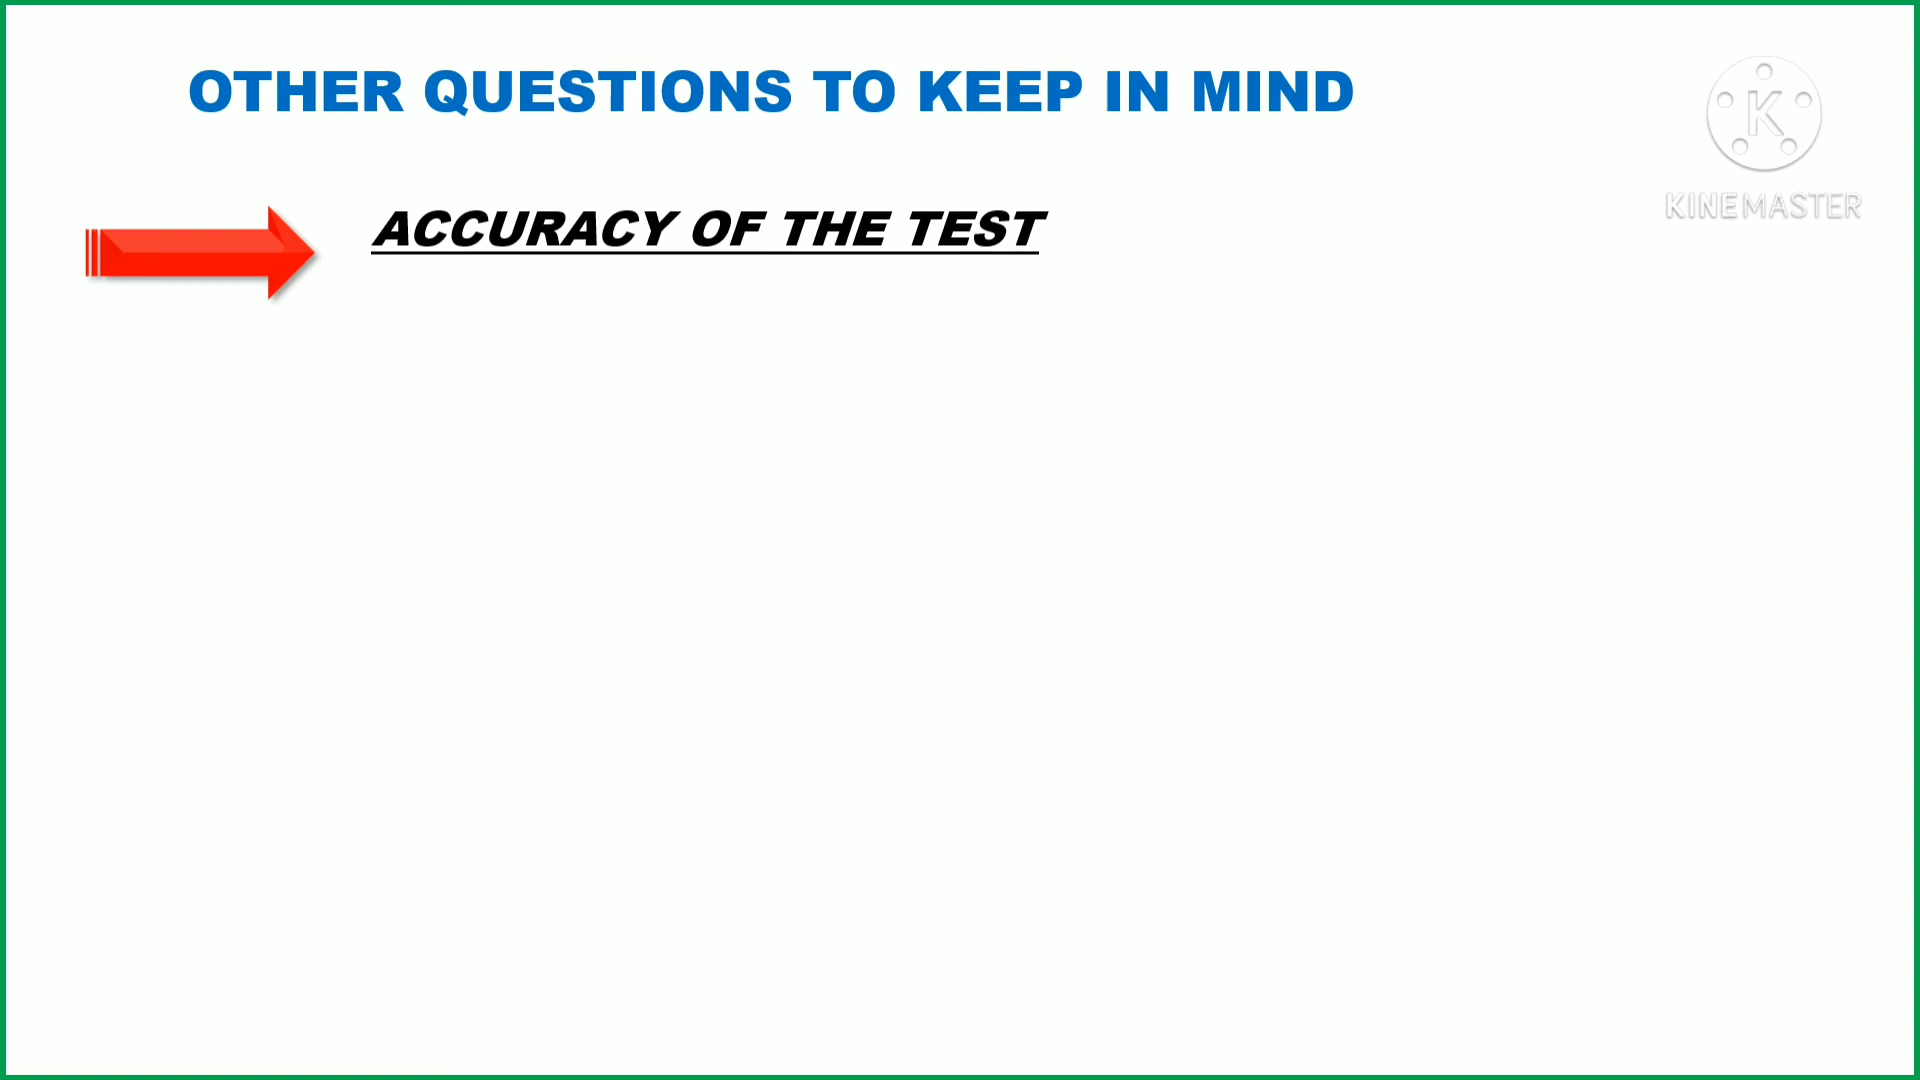 OTHER QUESTIONS TO KEEP IN MIND
K
KINEMASTER
ACCURACY OF THE TEST